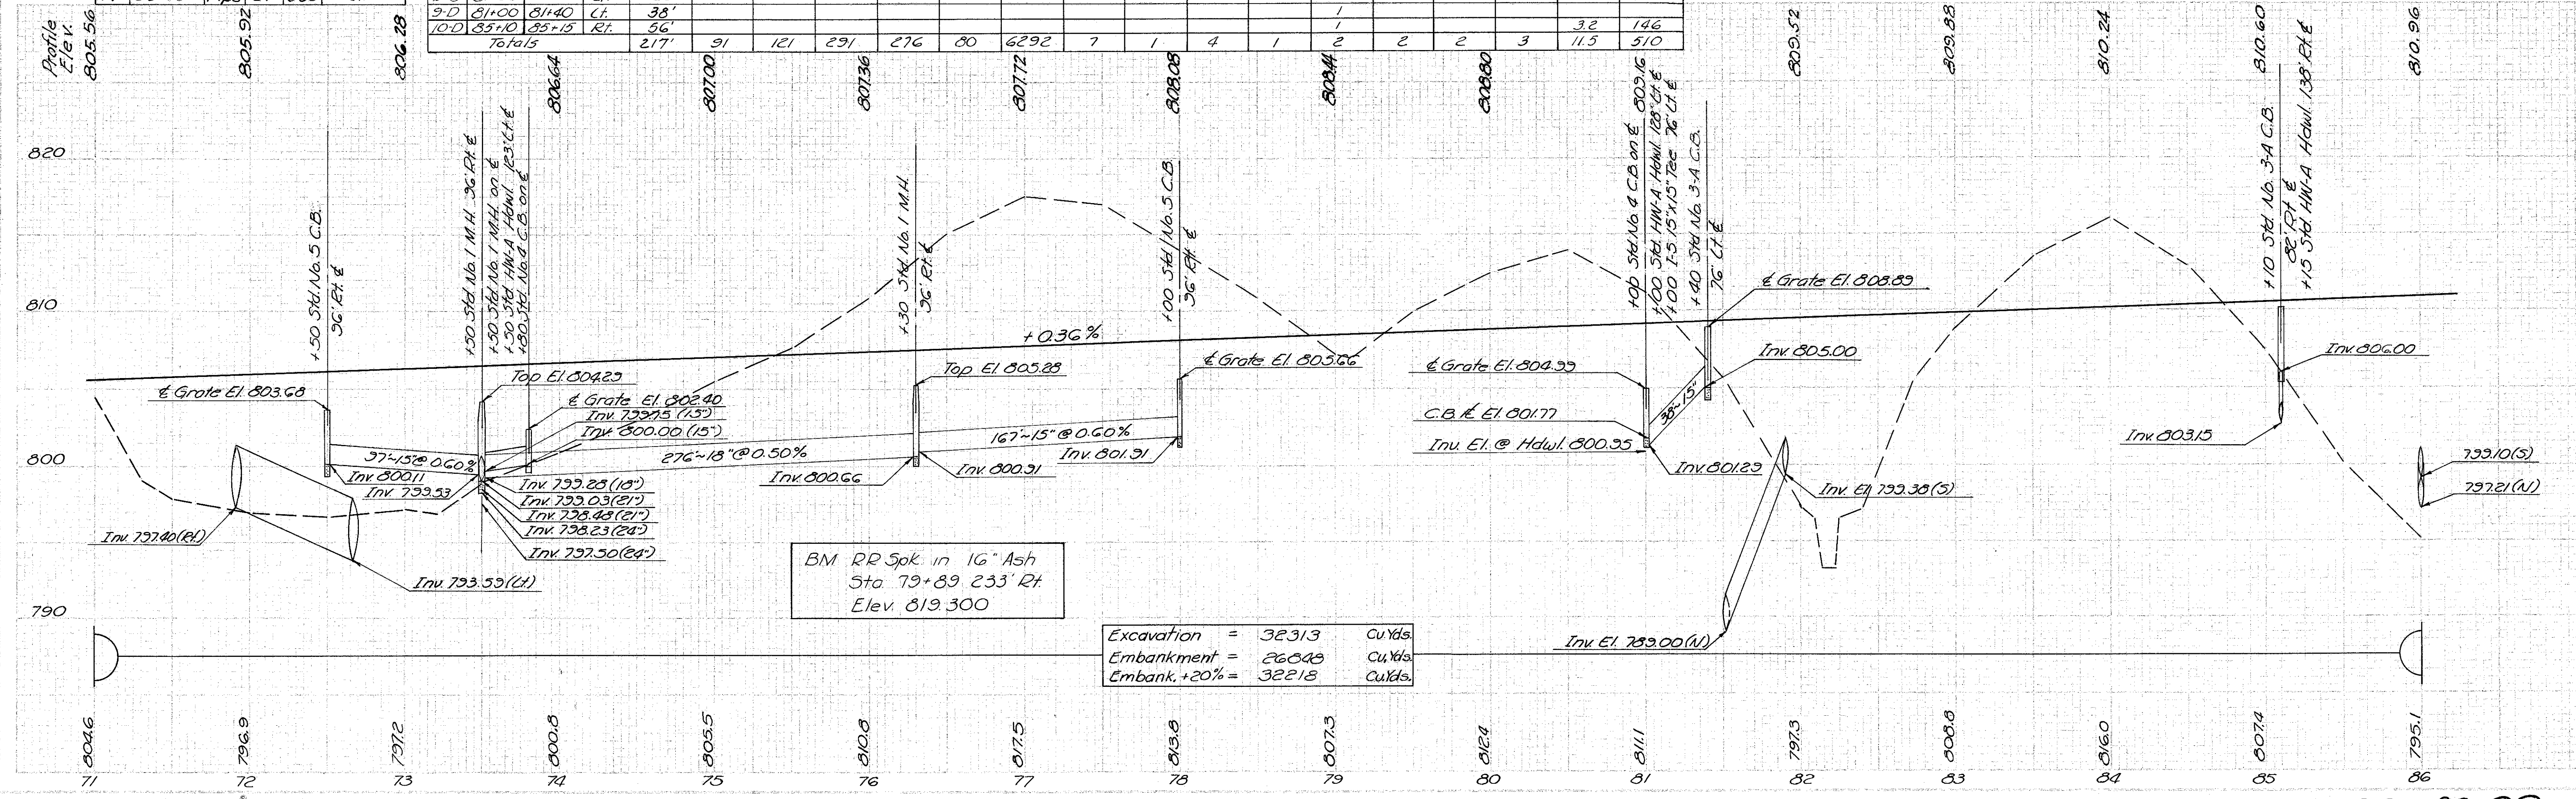 9-D 81+00 81+40 Lt. 38' 1
10-D 85+10 85+15 Rt. 56' 1 3.2 146
Totals 217' 91 121 291 276 80 6292 7 1 4 1 2 2 2 3 11.5 510
Profile Elev.
805.56 805.92 806.28 806.64 807.00 807.36 807.72 808.08 808.44 808.80 809.16 809.52 809.88 810.24 810.60 810.96
820
810
800
790
+50 Std. No. 5 C.B.
96' Rt. ℄
+50 Std. No. 1 M.H. 96' Rt. ℄
+50 Std. No. 1 M.H. on ℄
+50 Std. HW-A Hdwl. 123' Lt. ℄
+80 Std. No. 4 C.B. on ℄
+30 Std. No. 1 M.H.
96' Rt. ℄
+00 Std. No. 5 C.B.
96' Rt. ℄
+00 Std. No. 4 C.B. on ℄
+00 Std. HW-A Hdwl. 128' Lt. ℄
+00 1-S 15"x15" Tee 76' Lt. ℄
+40 Std. No. 3-A C.B.
76' Lt. ℄
+10 Std. No. 3-A C.B.
82' Rt. ℄
+15 Std. HW-A Hdwl. 138' Rt. ℄
+0.36%
℄ Grate El. 803.68
Top El. 804.29
℄ Grate El. 802.40
Inv. 799.75 (15")
Inv. 800.00 (15")
97'~15" @ 0.60%
Inv. 800.11
Inv. 799.53
Inv. 799.28 (18")
Inv. 799.03 (21")
Inv. 798.48 (21")
Inv. 798.23 (24")
Inv. 797.50 (24")
Inv. 797.40 (Rt.)
Inv. 793.59 (Lt)
276'~18" @ 0.50%
Top El. 805.28
Inv. 800.66
Inv. 800.91
167'~15" @ 0.60%
Inv. 801.91
℄ Grate El. 805.66
℄ Grate El. 804.99
C.B. ℄ El. 801.77
Inv. El. @ Hdwl. 800.95
38'~15"
Inv. 801.29
℄ Grate El. 808.89
Inv. 805.00
Inv. El. 799.38 (S)
Inv. El. 789.00 (N)
Inv. 806.00
Inv. 803.15
799.10 (S)
797.21 (N)
BM RR Spk. in 16" Ash
Sta. 79+89 233' Rt.
Elev. 819.300
Excavation = 32313 Cu.Yds.
Embankment = 26848 Cu.Yds.
Embank. +20% = 32218 Cu.Yds.
804.6 796.9 797.2 800.8 805.5 810.8 817.5 813.8 807.3 812.4 811.1 797.3 808.8 816.0 807.4 795.1
71 72 73 74 75 76 77 78 79 80 81 82 83 84 85 86